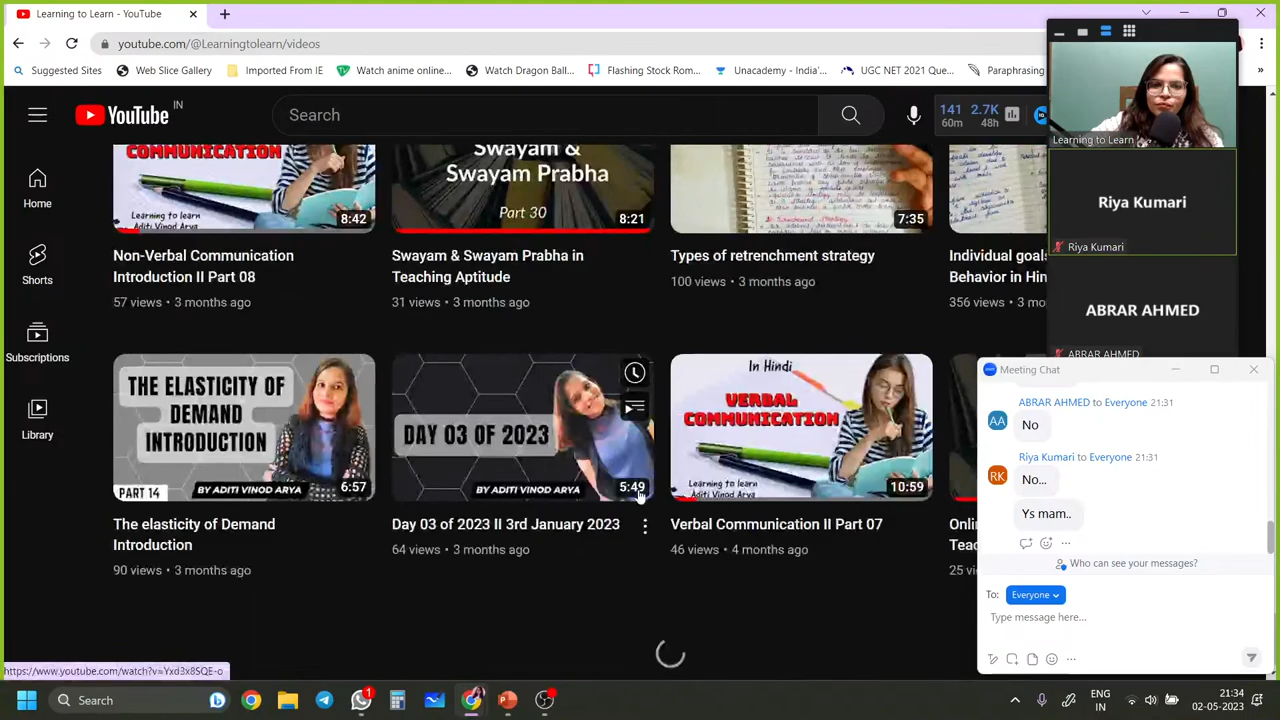 Learning to Learn - YouTube
youtube.com/@Learningtolearn/videos
Suggested Sites
Web Slice Gallery
Imported From IE
Watch anime online...
Watch Dragon Ball...
Flashing Stock Rom...
Unacademy - India'...
UGC NET 2021 Que...
Paraphrasing
YouTube
IN
Search
141 2.7K
60m 48h
Learning to Learn
Riya Kumari
Riya Kumari
ABRAR AHMED
ABRAR AHMED
Home
Shorts
Subscriptions
Library
COMMUNICATION
Learning to learn
Aditi Vinod Arya
8:42
Non-Verbal Communication
Introduction II Part 08
57 views • 3 months ago
Swayam &
Swayam Prabha
Part 30
8:21
Swayam & Swayam Prabha in
Teaching Aptitude
31 views • 3 months ago
7:35
Types of retrenchment strategy
100 views • 3 months ago
Individual goals
Behavior in Hin
356 views • 3 mo
THE ELASTICITY OF
DEMAND
INTRODUCTION
PART 14
BY ADITI VINOD ARYA
6:57
The elasticity of Demand
Introduction
90 views • 3 months ago
DAY 03 OF 2023
BY ADITI VINOD ARYA
5:49
Day 03 of 2023 II 3rd January 2023
64 views • 3 months ago
In Hindi
VERBAL
COMMUNICATION
Learning to learn
Aditi Vinod Arya
10:59
Verbal Communication II Part 07
46 views • 4 months ago
Onli
Teac
25 vi
Meeting Chat
ABRAR AHMED to Everyone 21:31
AA
No
Riya Kumari to Everyone 21:31
RK
No...
Ys mam..
Who can see your messages?
To: Everyone
Type message here...
https://www.youtube.com/watch?v=Yxd3x8SQE-o
Search
1
ENG
IN
21:34
02-05-2023